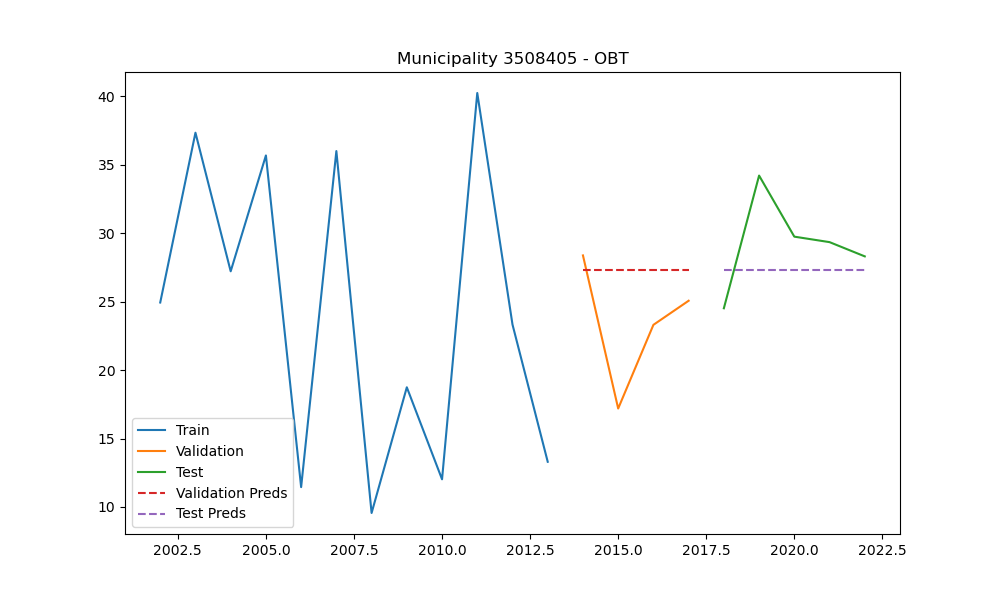 Municipality 3508405 - OBT
40
35
30
25
20
15
10
Train
Validation
Test
Validation Preds
Test Preds
2002.5 2005.0 2007.5 2010.0 2012.5 2015.0 2017.5 2020.0 2022.5